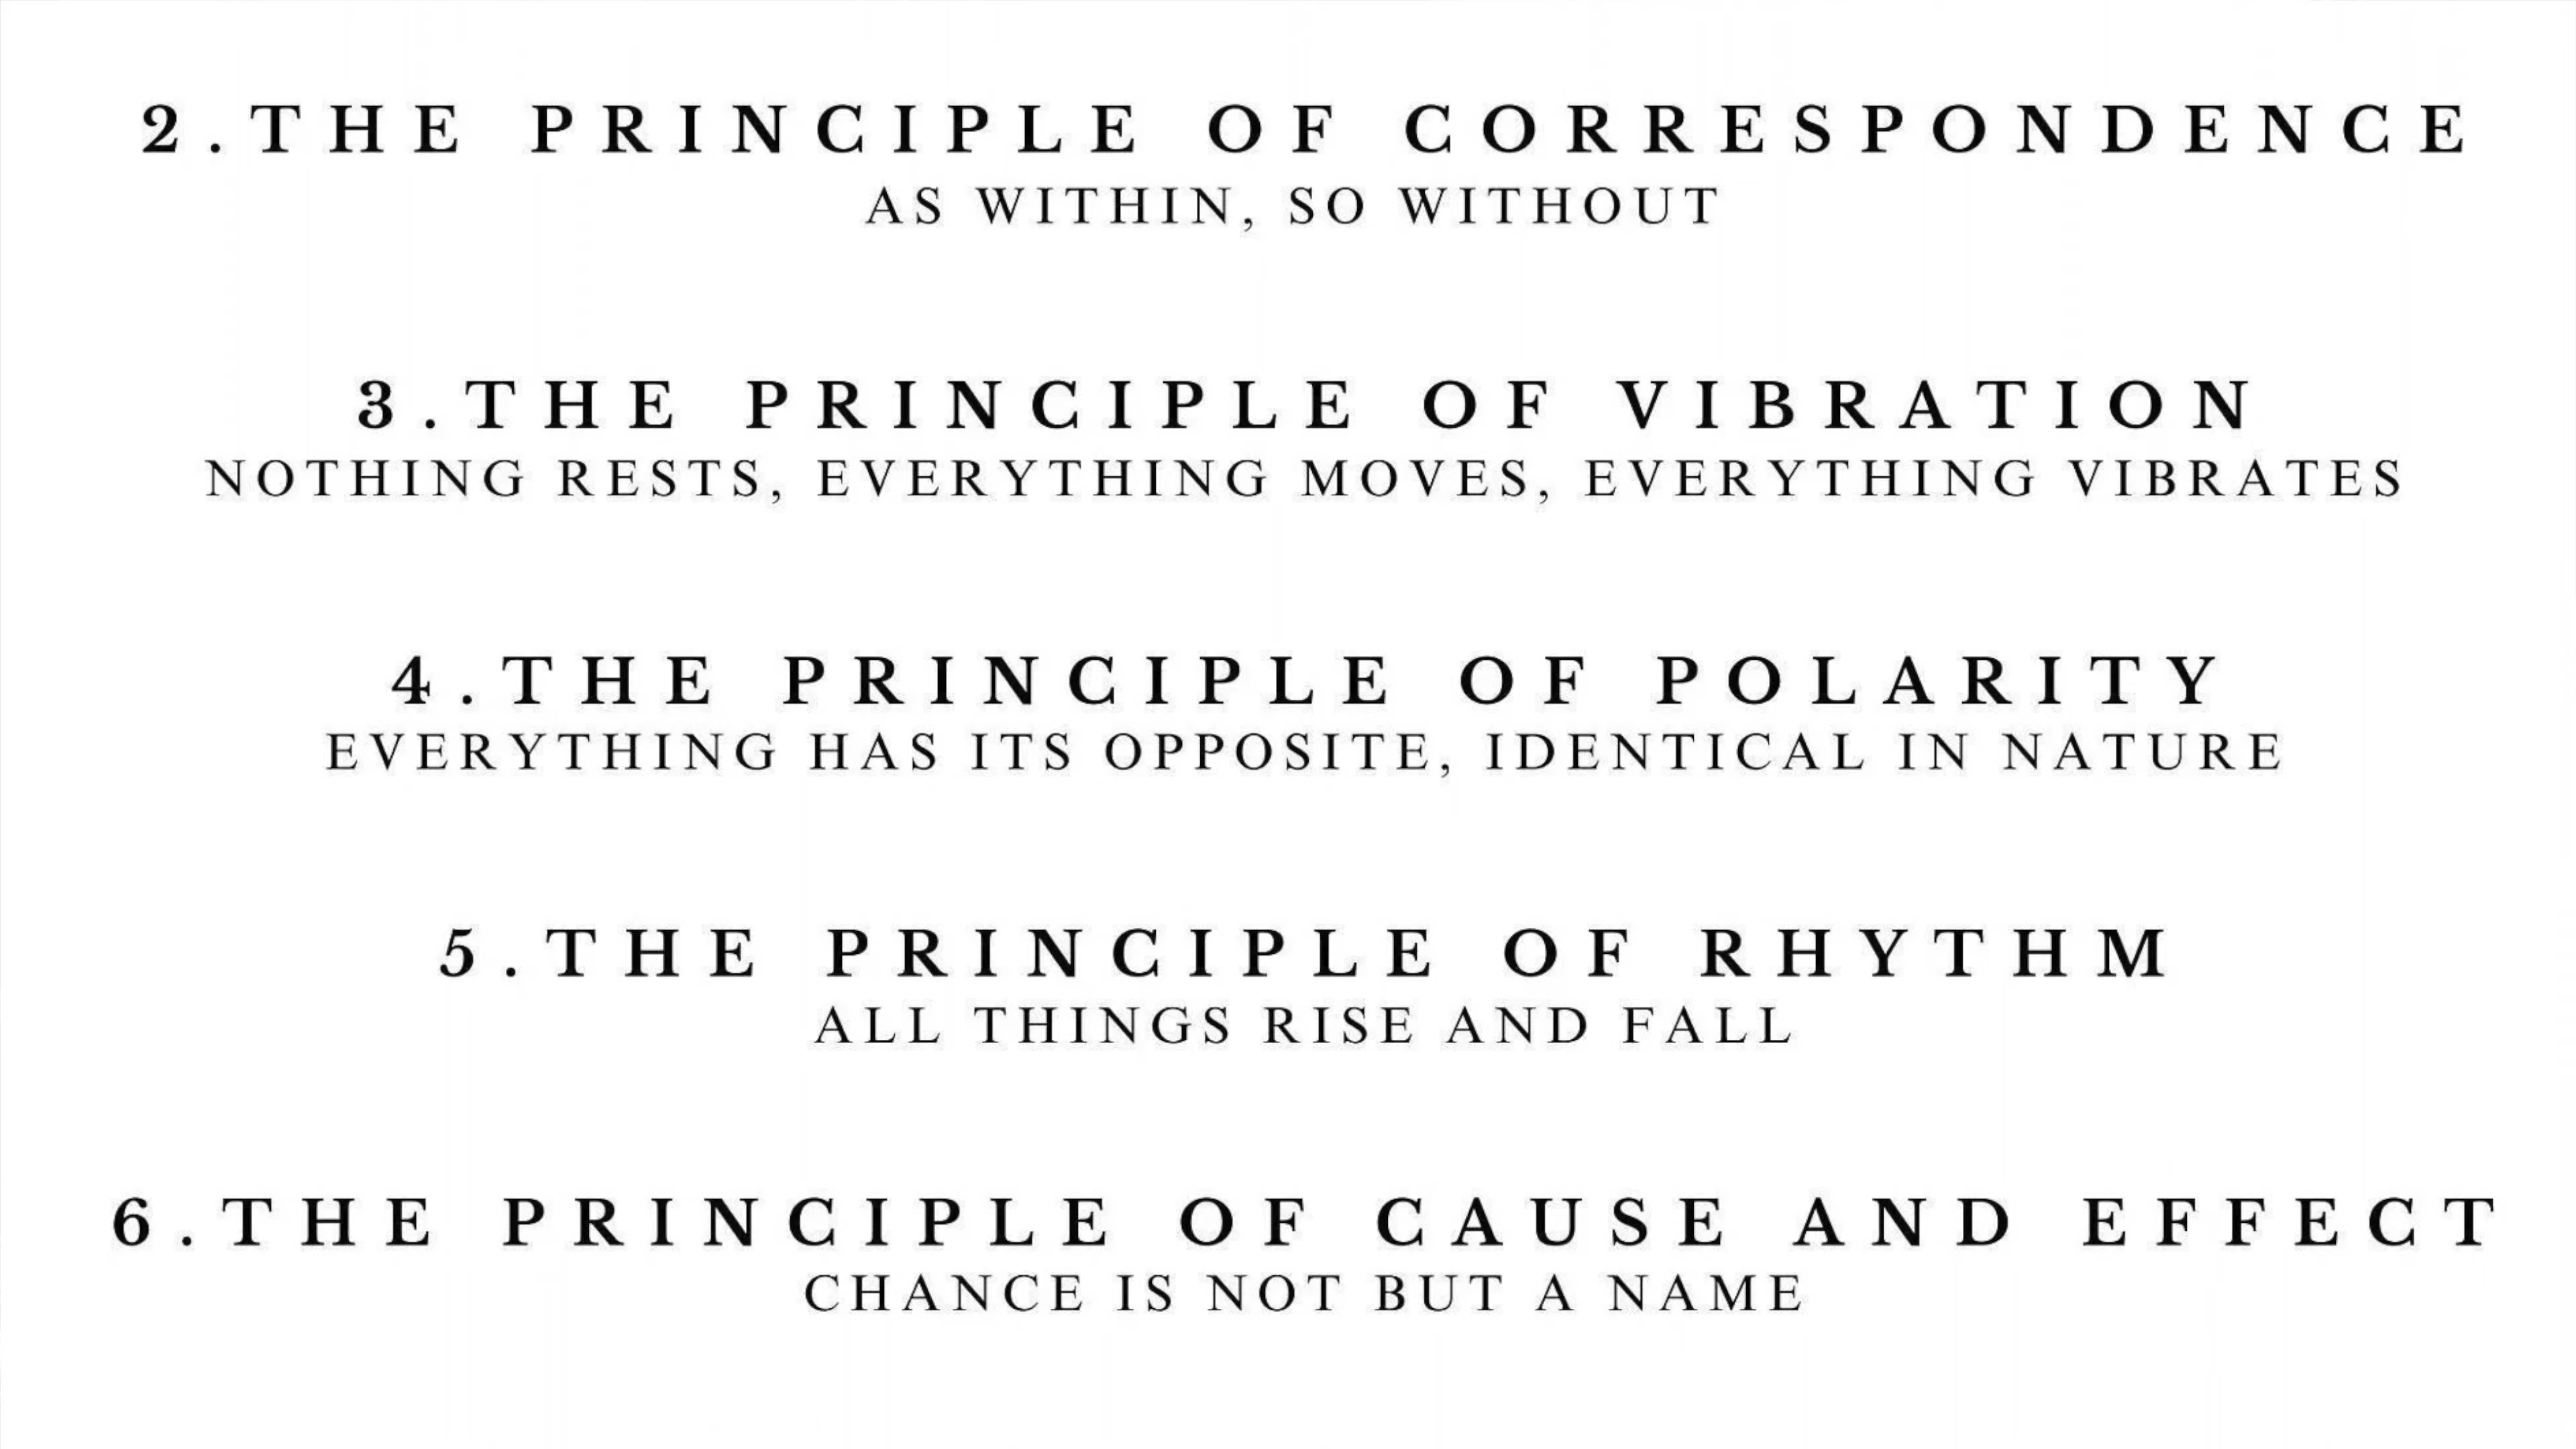 2.THE PRINCIPLE OF CORRESPONDENCE
AS WITHIN, SO WITHOUT
3.THE PRINCIPLE OF VIBRATION
NOTHING RESTS, EVERYTHING MOVES, EVERYTHING VIBRATES
4.THE PRINCIPLE OF POLARITY
EVERYTHING HAS ITS OPPOSITE, IDENTICAL IN NATURE
5.THE PRINCIPLE OF RHYTHM
ALL THINGS RISE AND FALL
6.THE PRINCIPLE OF CAUSE AND EFFECT
CHANCE IS NOT BUT A NAME